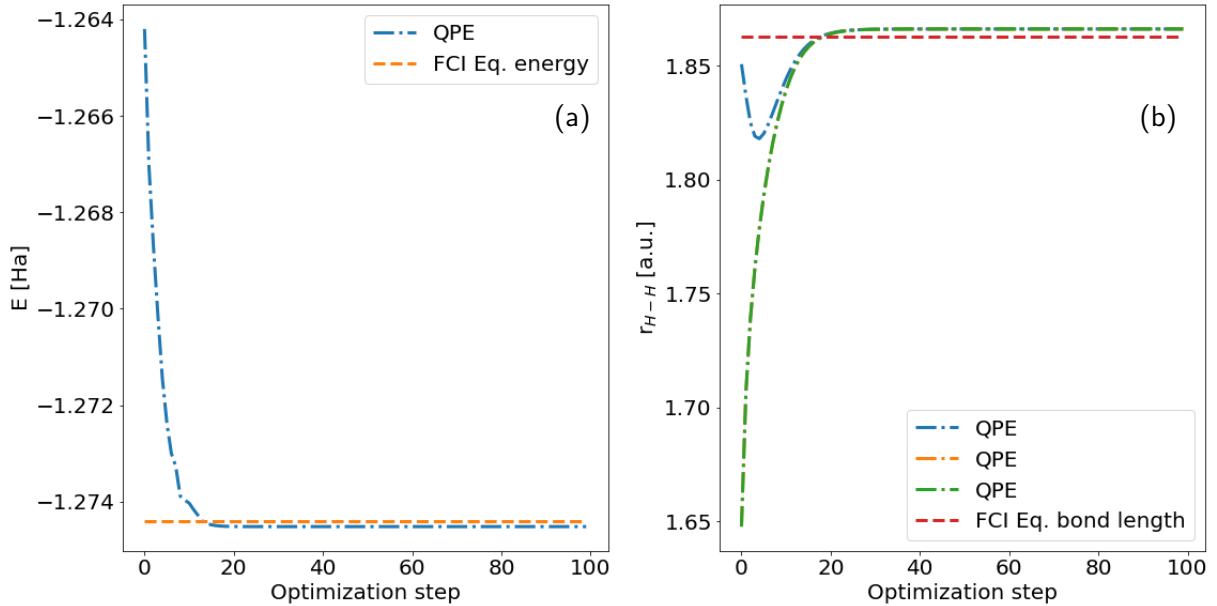 −1.264
−1.266
−1.268
−1.270
−1.272
−1.274
E [Ha]
0
20
40
60
80
100
Optimization step
QPE
FCI Eq. energy
(a)
1.85
1.80
1.75
1.70
1.65
r_{H−H} [a.u.]
0
20
40
60
80
100
Optimization step
(b)
QPE
QPE
QPE
FCI Eq. bond length